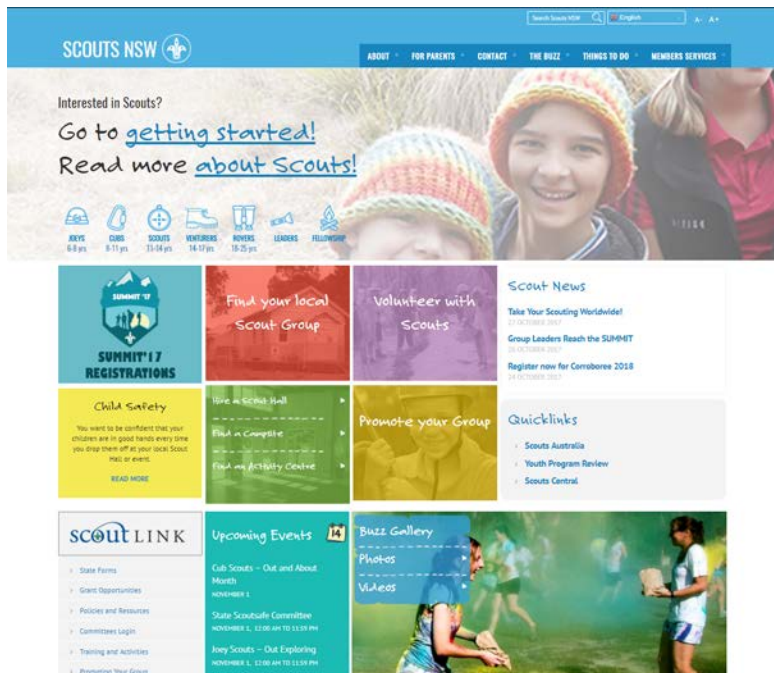 Search Scouts NSW
English
A- A+
SCOUTS NSW
ABOUT
FOR PARENTS
CONTACT
THE BUZZ
THINGS TO DO
MEMBERS SERVICES
Interested in Scouts?
Go to getting started!
Read more about Scouts!
JOEYS
6-8 yrs
CUBS
8-11 yrs
SCOUTS
11-14 yrs
VENTURERS
14-17 yrs
ROVERS
18-25 yrs
LEADERS
FELLOWSHIP
SUMMIT '17
SUMMIT'17
REGISTRATIONS
Find your local
Scout Group
Volunteer with
Scouts
Scout News
Take Your Scouting Worldwide!
27 OCTOBER 2017
Group Leaders Reach the SUMMIT
OCTOBER 2017
Register now for Corroboree 2018
24 OCTOBER 2017
Child Safety
You want to be confident that your
children are in good hands every time
you drop them off at your local Scout
Hall or event.
READ MORE
Hire a Scout Hall
Find a Campsite
Find an Activity Centre
Promote your Group
Quicklinks
Scouts Australia
Youth Program Review
Scouts Central
scout LINK
State Forms
Grant Opportunities
Policies and Resources
Committees Login
Training and Activities
Promoting Your Group
Upcoming Events
14
Cub Scouts – Out and About
Month
NOVEMBER 1
State Scoutsafe Committee
NOVEMBER 1, 12:00 AM TO 11:59 PM
Joey Scouts – Out Exploring
NOVEMBER 1, 12:00 AM TO 11:59 PM
Buzz Gallery
Photos
Videos